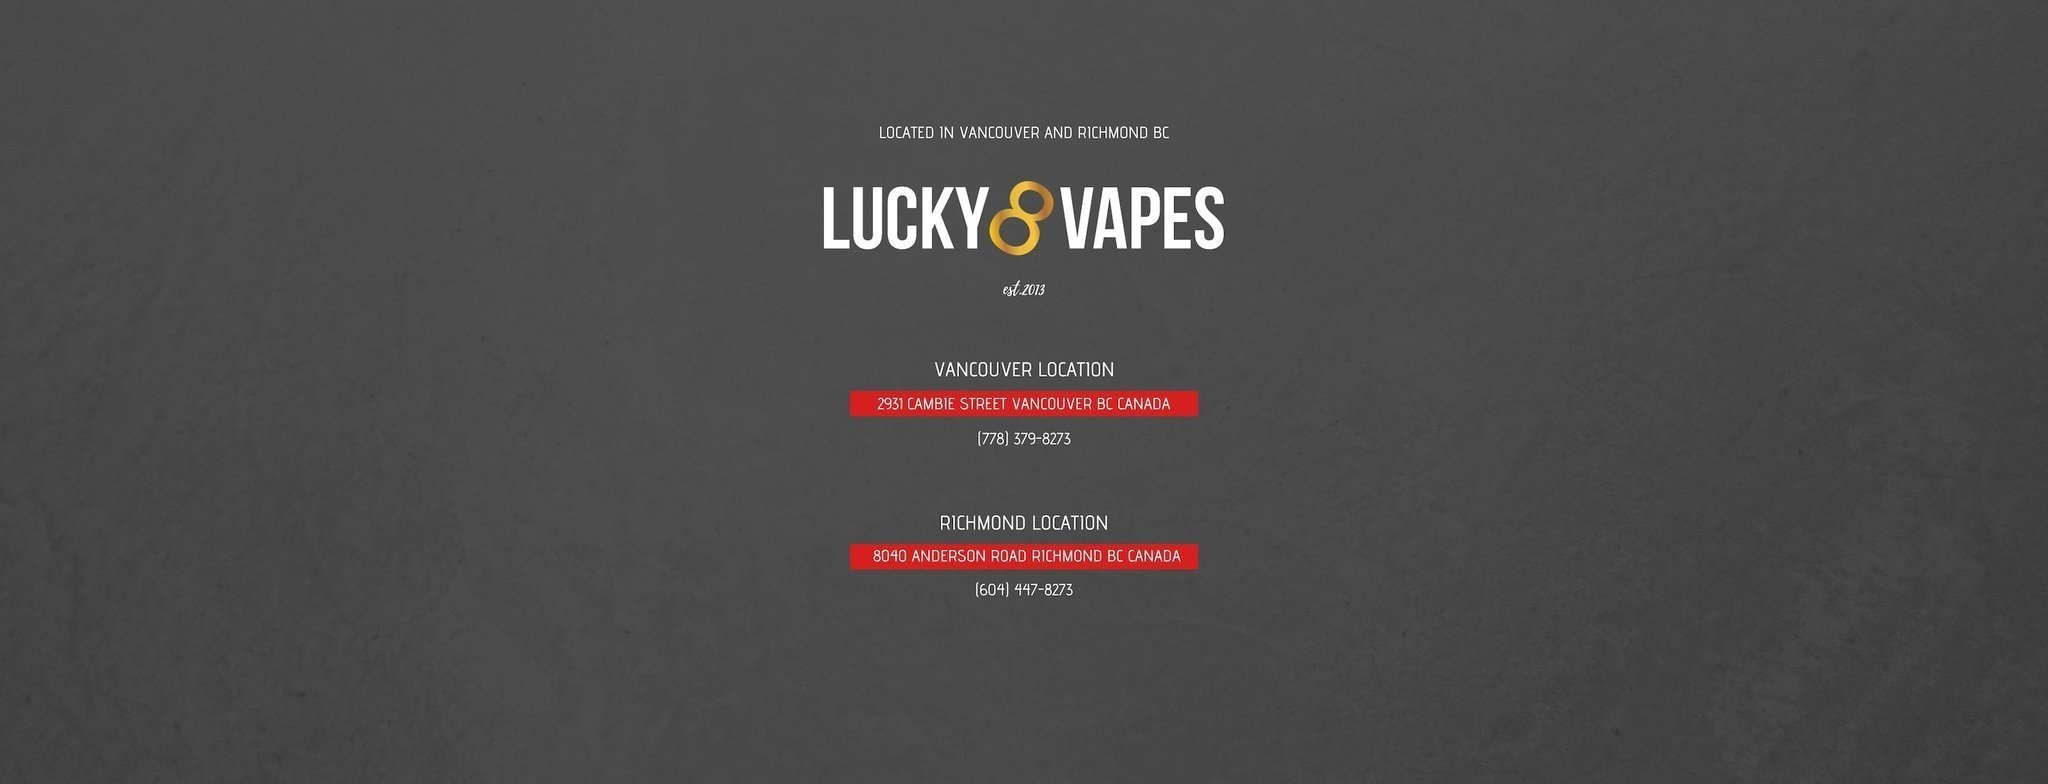 LOCATED IN VANCOUVER AND RICHMOND BC
LUCKY 8 VAPES
est.2013
VANCOUVER LOCATION
2931 CAMBIE STREET VANCOUVER BC CANADA
(778) 379-8273
RICHMOND LOCATION
8040 ANDERSON ROAD RICHMOND BC CANADA
(604) 447-8273